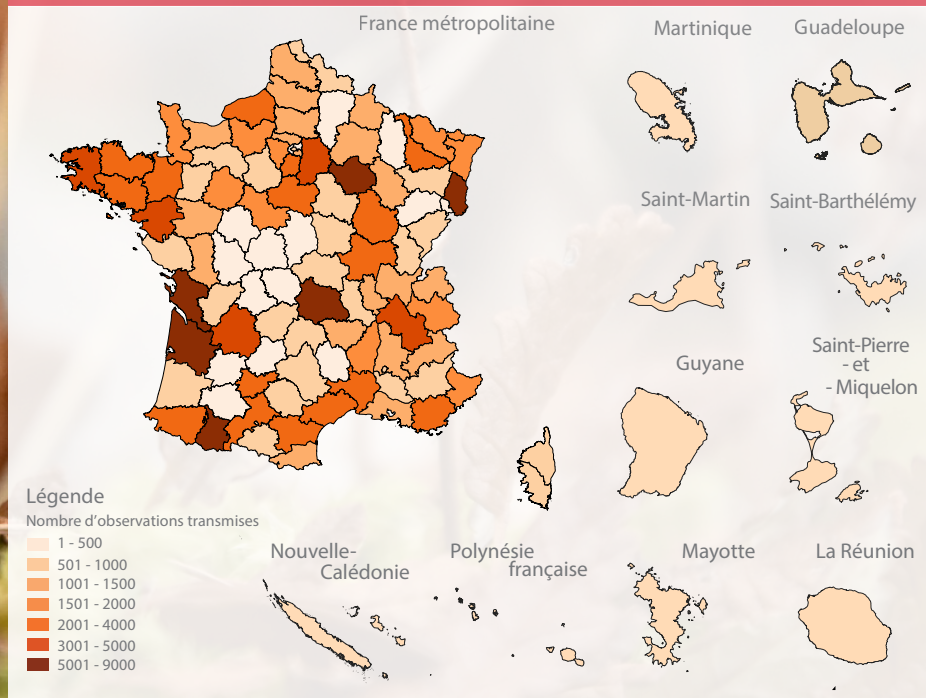 France métropolitaine
Martinique
Guadeloupe
Saint-Martin
Saint-Barthélémy
Guyane
Saint-Pierre
- et
- Miquelon
Légende
Nombre d'observations transmises
1 - 500
501 - 1000
1001 - 1500
1501 - 2000
2001 - 4000
3001 - 5000
5001 - 9000
Nouvelle-
Calédonie
Polynésie
française
Mayotte
La Réunion